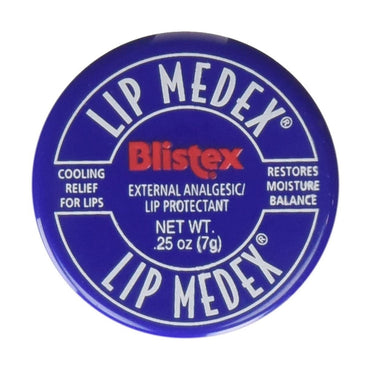 LIP MEDEX®
Blistex
COOLING
RELIEF
FOR LIPS
EXTERNAL ANALGESIC/
LIP PROTECTANT
RESTORES
MOISTURE
BALANCE
NET WT.
.25 oz (7g)
LIP MEDEX®